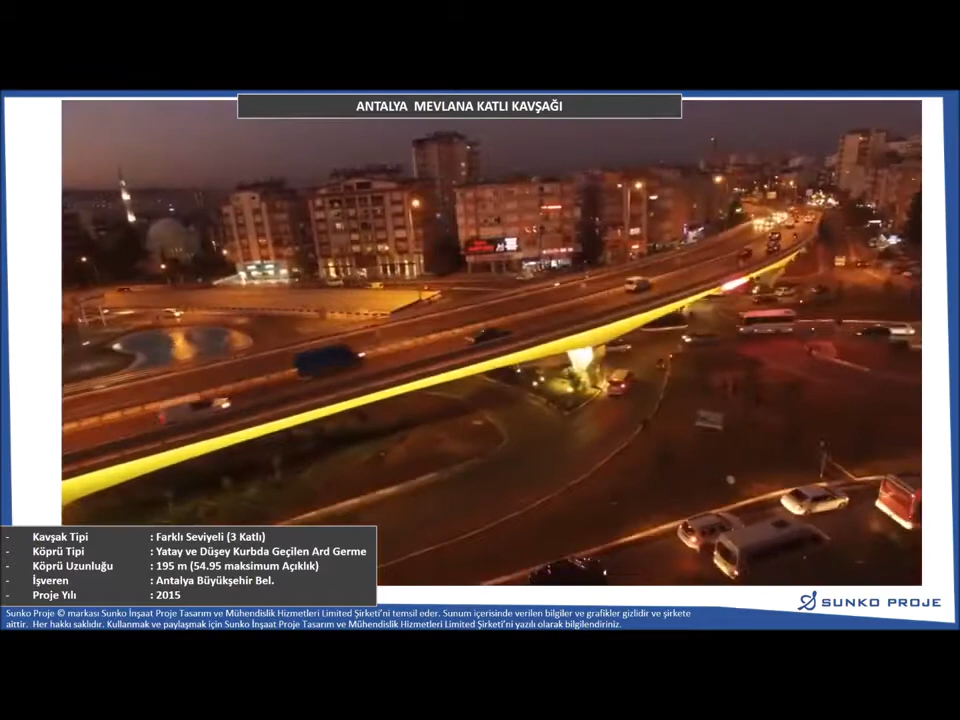 ANTALYA MEVLANA KATLI KAVŞAĞI
- Kavşak Tipi : Farklı Seviyeli (3 Katlı)
- Köprü Tipi : Yatay ve Düşey Kurbda Geçilen Ard Germe
- Köprü Uzunluğu : 195 m (54.95 maksimum Açıklık)
- İşveren : Antalya Büyükşehir Bel.
- Proje Yılı : 2015
SUNKO PROJE
Sunko Proje © markası Sunko İnşaat Proje Tasarım ve Mühendislik Hizmetleri Limited Şirketi'ni temsil eder. Sunum içerisinde verilen bilgiler ve grafikler gizlidir ve şirkete
aittir. Her hakkı saklıdır. Kullanmak ve paylaşmak için Sunko İnşaat Proje Tasarım ve Mühendislik Hizmetleri Limited Şirketi'ni yazılı olarak bilgilendiriniz.